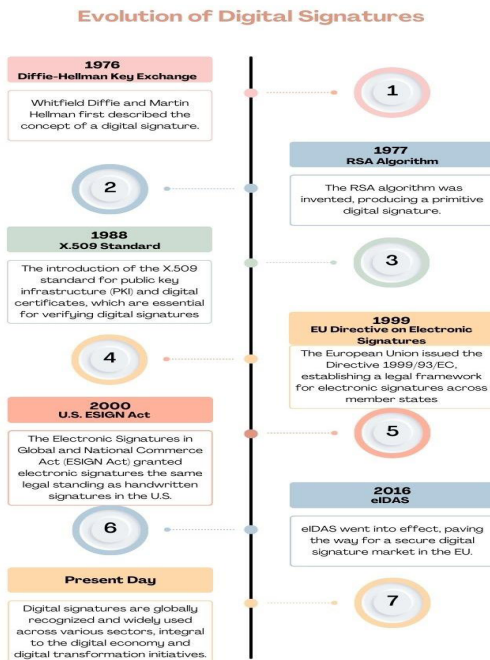 Evolution of Digital Signatures
1976
Diffie-Hellman Key Exchange
Whitfield Diffie and Martin
Hellman first described the
concept of a digital signature.
1
1977
RSA Algorithm
The RSA algorithm was
invented, producing a primitive
digital signature.
2
1988
X.509 Standard
The introduction of the X.509
standard for public key
infrastructure (PKI) and digital
certificates, which are essential
for verifying digital signatures
3
1999
EU Directive on Electronic
Signatures
The European Union issued the
Directive 1999/93/EC,
establishing a legal framework
for electronic signatures across
member states
4
2000
U.S. ESIGN Act
The Electronic Signatures in
Global and National Commerce
Act (ESIGN Act) granted
electronic signatures the same
legal standing as handwritten
signatures in the U.S.
5
2016
eIDAS
eIDAS went into effect, paving
the way for a secure digital
signature market in the EU.
6
Present Day
Digital signatures are globally
recognized and widely used
across various sectors, integral
to the digital economy and
digital transformation initiatives.
7